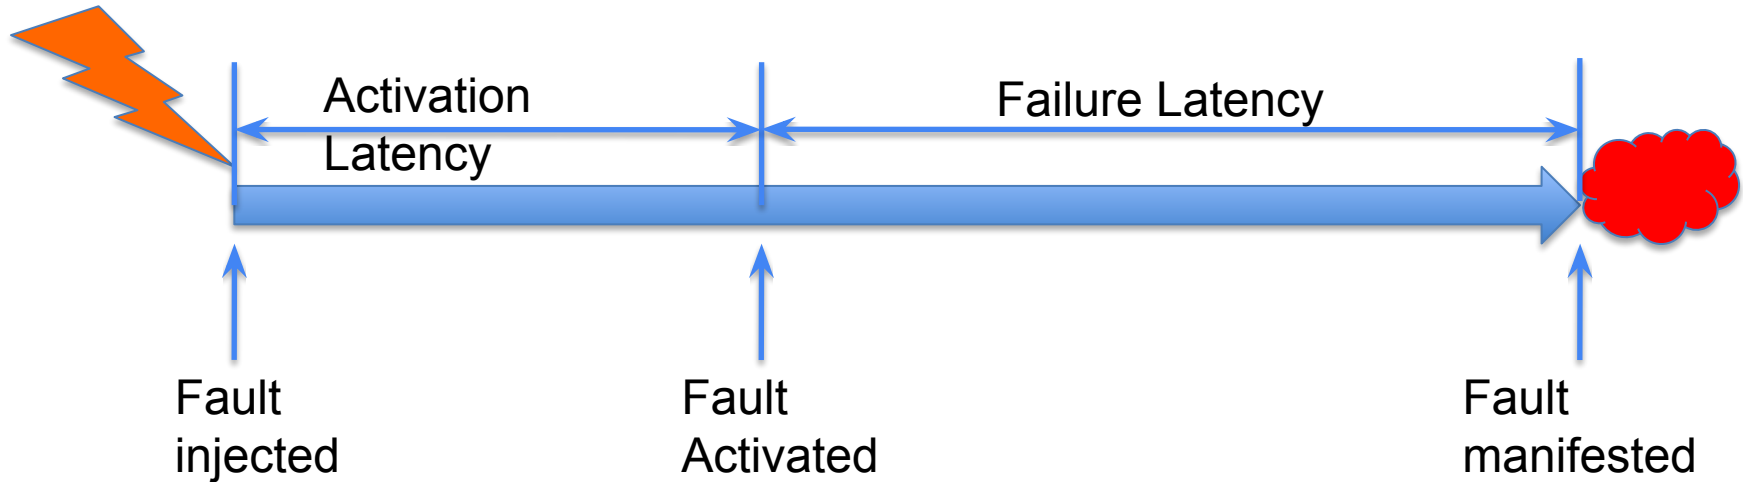 Activation
Latency
Failure Latency
Fault
injected
Fault
Activated
Fault
manifested